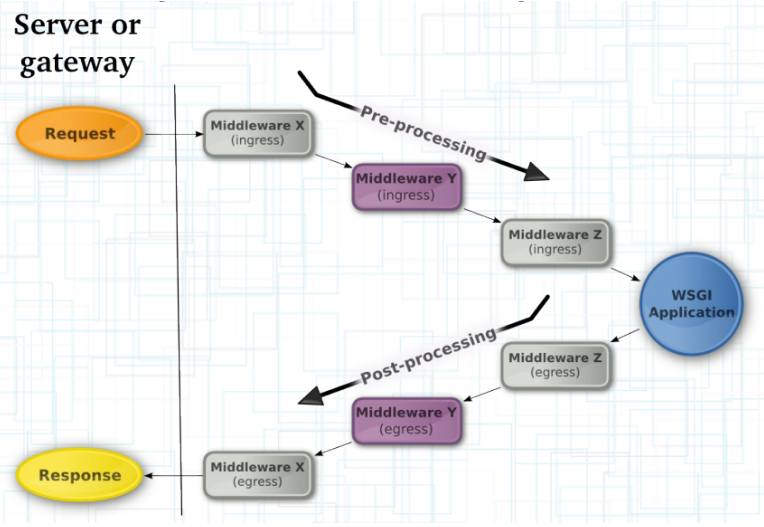 Server or
gateway
Request
Middleware X
(ingress)
Pre-processing
Middleware Y
(ingress)
Middleware Z
(ingress)
WSGI
Application
Post-processing
Middleware Z
(egress)
Middleware Y
(egress)
Middleware X
(egress)
Response